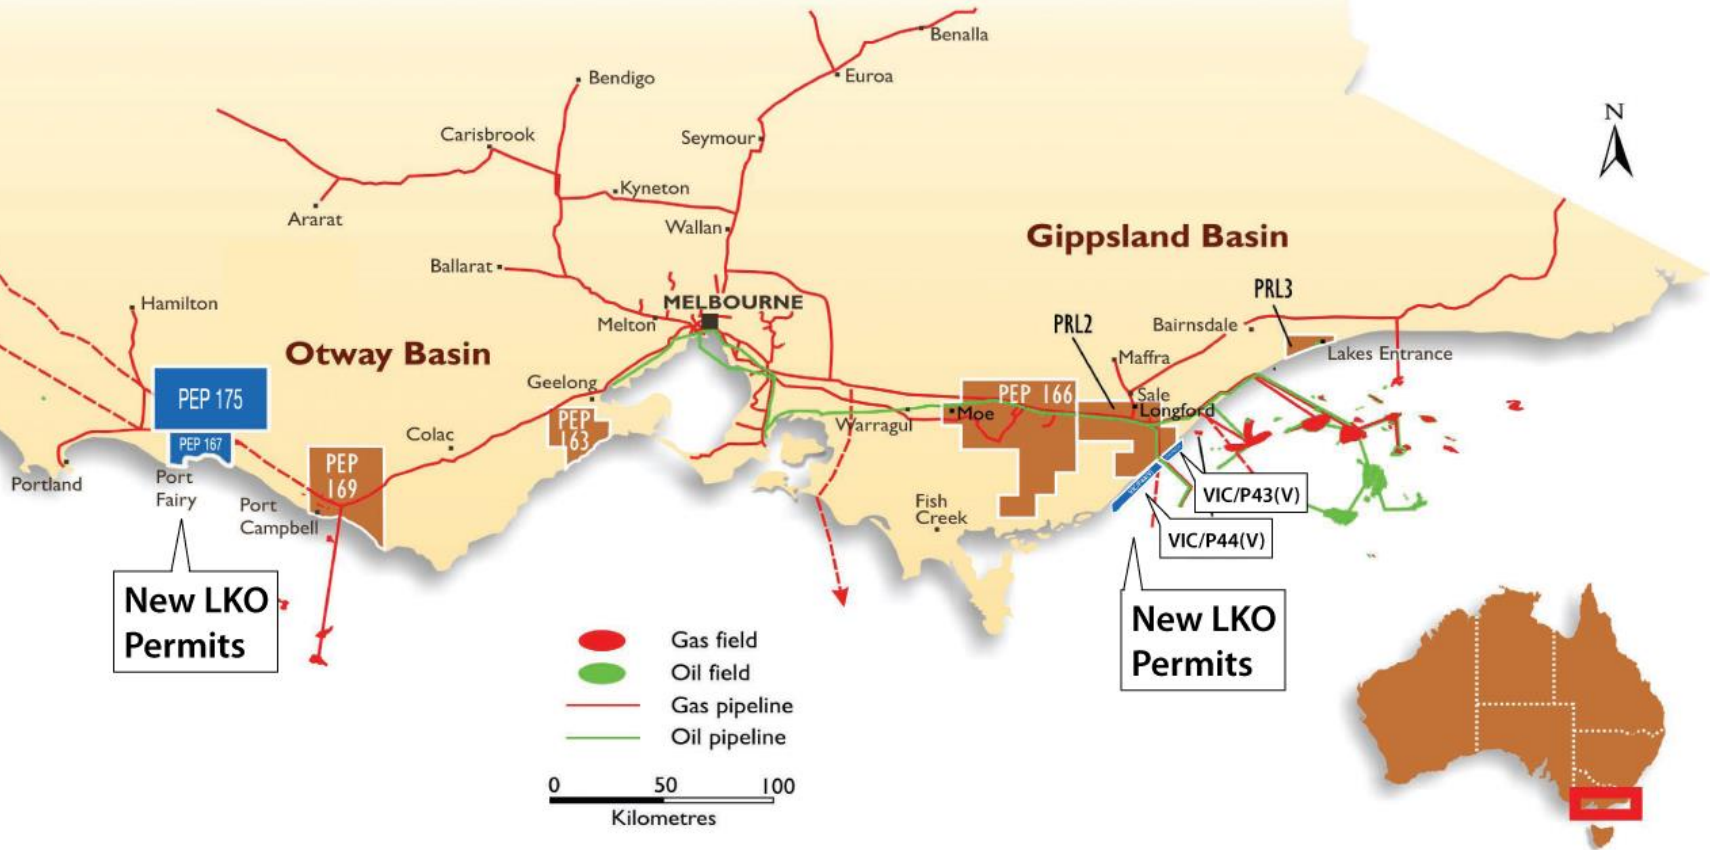 Benalla
Euroa
Bendigo
N
Carisbrook
Seymour
Kyneton
Ararat
Wallan
Gippsland Basin
Ballarat
PRL3
Hamilton
MELBOURNE
Melton
PRL2
Bairnsdale
Otway Basin
Maffra
Lakes Entrance
Geelong
PEP 175
PEP 166
Sale
Longford
Moe
PEP
163
Warragul
Colac
PEP 167
PEP
169
Portland
Port
Fairy
Port
Campbell
Fish
Creek
VIC/P43(V)
VIC/P44(V)
New LKO
Permits
New LKO
Permits
Gas field
Oil field
Gas pipeline
Oil pipeline
0 50 100
Kilometres